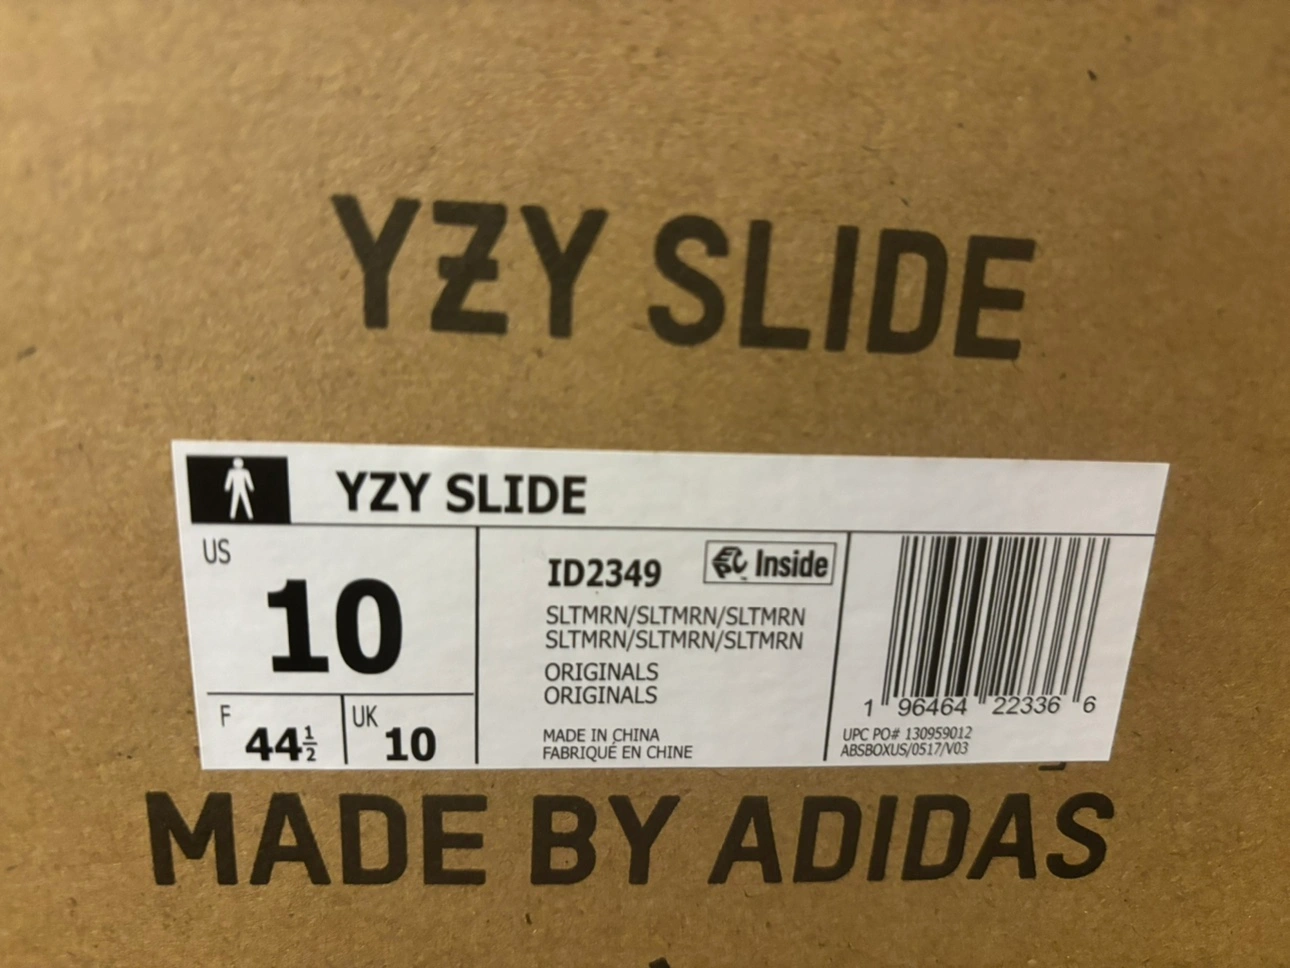 YZY SLIDE
YZY SLIDE
US
10
F
44½
UK
10
ID2349
Inside
SLTMRN/SLTMRN/SLTMRN
SLTMRN/SLTMRN/SLTMRN
ORIGINALS
ORIGINALS
MADE IN CHINA
FABRIQUÉ EN CHINE
1 96464 22336 6
UPC PO# 130959012
ABSBOXUS/0517/V03
MADE BY ADIDAS